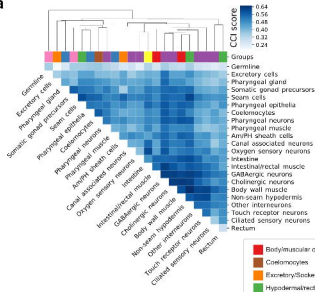 a
CCI score
0.64
0.56
0.48
0.40
0.32
0.24
Groups
Germline
Excretory cells
Pharyngeal gland
Somatic gonad precursors
Seam cells
Pharyngeal epithelia
Coelomocytes
Pharyngeal neurons
Pharyngeal muscle
Am/PH sheath cells
Canal associated neurons
Oxygen sensory neurons
Intestine
Intestinal/rectal muscle
GABAergic neurons
Cholinergic neurons
Body wall muscle
Non-seam hypodermis
Other interneurons
Touch receptor neurons
Ciliated sensory neurons
Rectum
Germline
Excretory cells
Pharyngeal gland
Somatic gonad precursors
Seam cells
Pharyngeal epithelia
Coelomocytes
Pharyngeal neurons
Pharyngeal muscle
Am/PH sheath cells
Canal associated neurons
Oxygen sensory neurons
Intestine
Intestinal/rectal muscle
GABAergic neurons
Cholinergic neurons
Body wall muscle
Non-seam hypodermis
Other interneurons
Touch receptor neurons
Ciliated sensory neurons
Rectum
Body/muscular
Coelomocytes
Excretory/Socke
Hypodermal/rect